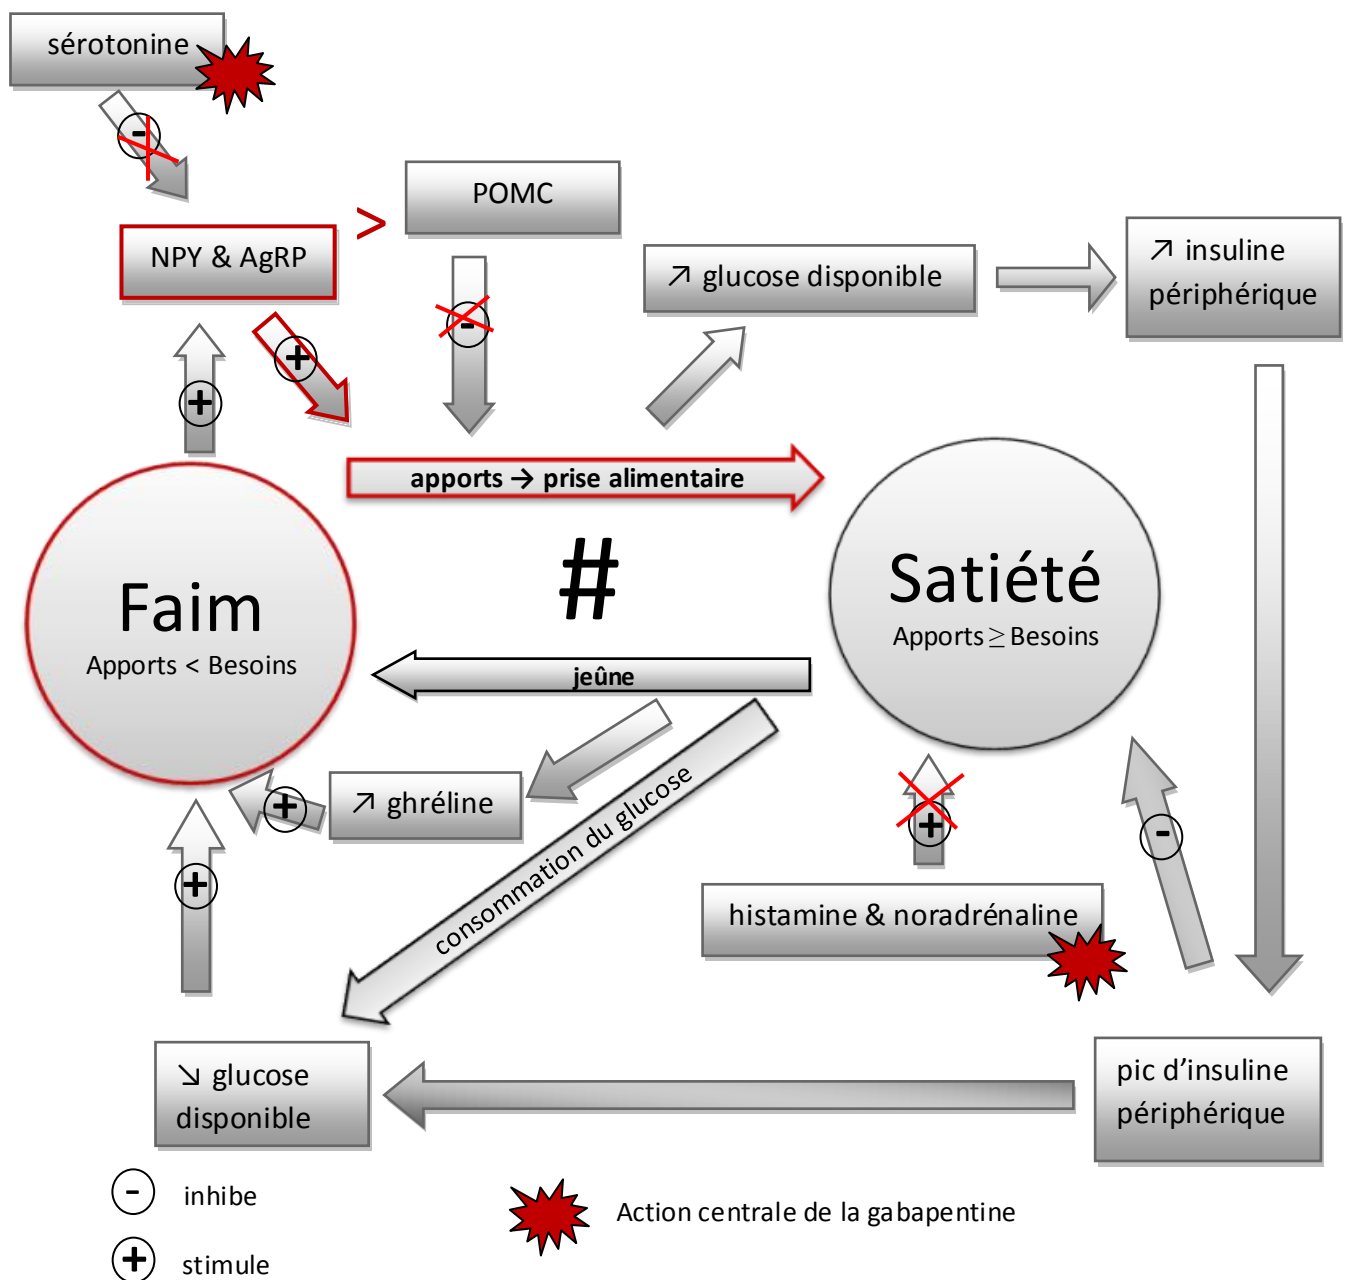 sérotonine
-
POMC
NPY & AgRP
>
↗ glucose disponible
↗ insuline
périphérique
-
+
+
apports → prise alimentaire
#
Faim
Apports < Besoins
Satiété
Apports ≥ Besoins
jeûne
↗ ghréline
+
consommation du glucose
+
+
-
histamine & noradrénaline
↘ glucose
disponible
pic d'insuline
périphérique
- inhibe
+ stimule
Action centrale de la gabapentine